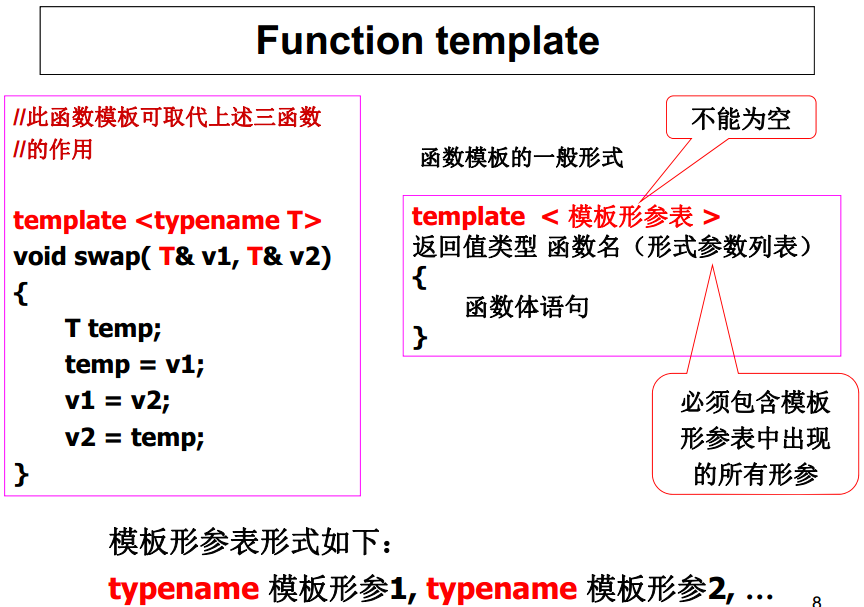 Function template
//此函数模板可取代上述三函数
//的作用
template <typename T>
void swap( T& v1, T& v2)
{
T temp;
temp = v1;
v1 = v2;
v2 = temp;
}
不能为空
函数模板的一般形式
template < 模板形参表 >
返回值类型 函数名（形式参数列表）
{
函数体语句
}
必须包含模板
形参表中出现
的所有形参
模板形参表形式如下：
typename 模板形参1, typename 模板形参2, …
8